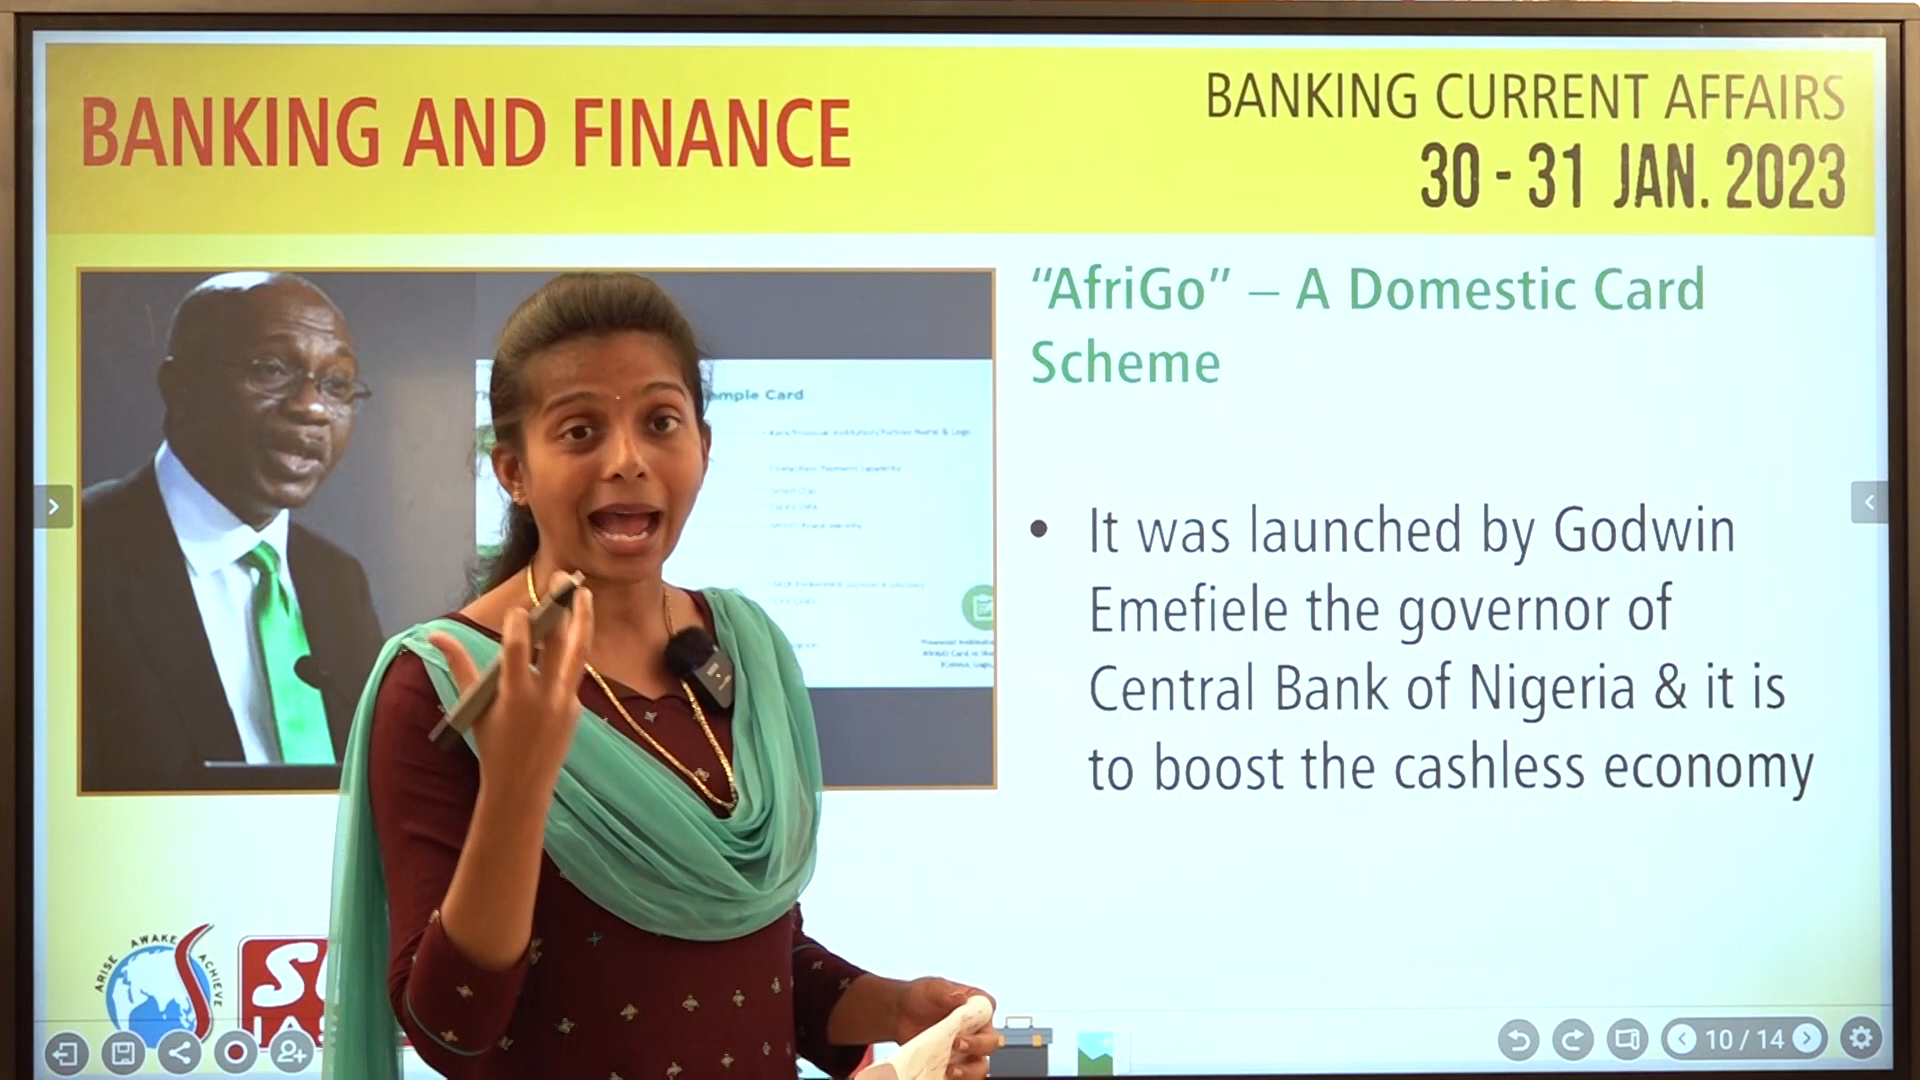 BANKING AND FINANCE
BANKING CURRENT AFFAIRS
30 - 31 JAN. 2023
“AfriGo” – A Domestic Card
Scheme
• It was launched by Godwin
Emefiele the governor of
Central Bank of Nigeria & it is
to boost the cashless economy
Card
ARISE AWAKE ACHIEVE
10 / 14